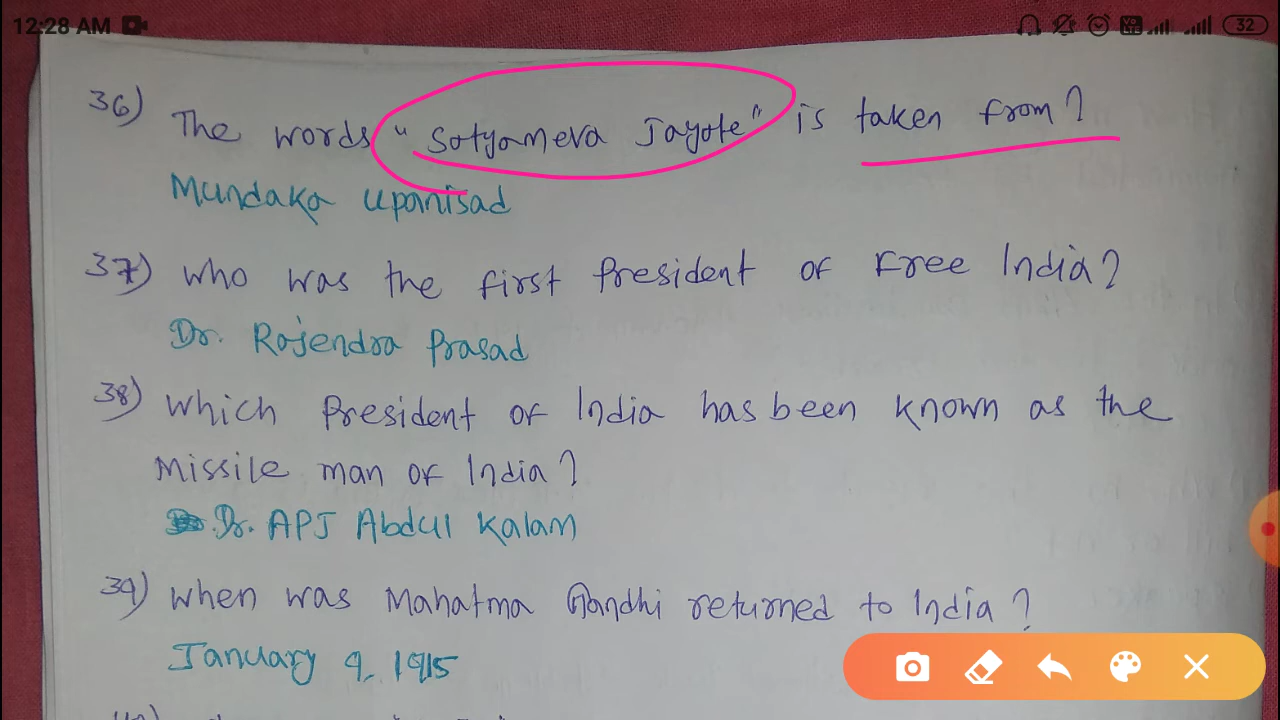 12:28 AM
32
36) The words "Satyameva Jayate" is taken from?
Mundaka Upanisad
37) Who was the first President of Free India?
Dr. Rajendra Prasad
38) Which President of India has been known as the
Missile man of India?
Dr. APJ Abdul Kalam
39) When was Mahatma Gandhi returned to India?
January 9, 1915